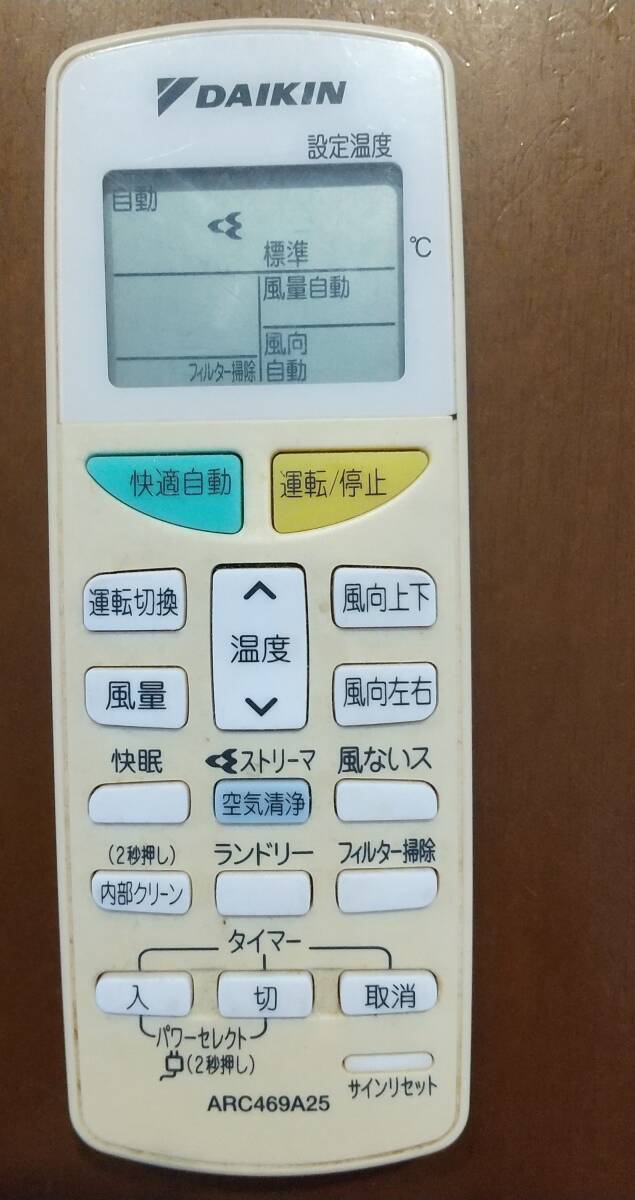 DAIKIN
設定温度
自動
℃
標準
風量自動
風向
フィルター掃除 自動
快適自動 運転/停止
運転切換 風向上下
温度
風量 風向左右
快眠 ストリーマ 風ないス
空気清浄
(2秒押し) ランドリー フィルター掃除
内部クリーン
タイマー
入 切 取消
パワーセレクト
(2秒押し)
サインリセット
ARC469A25